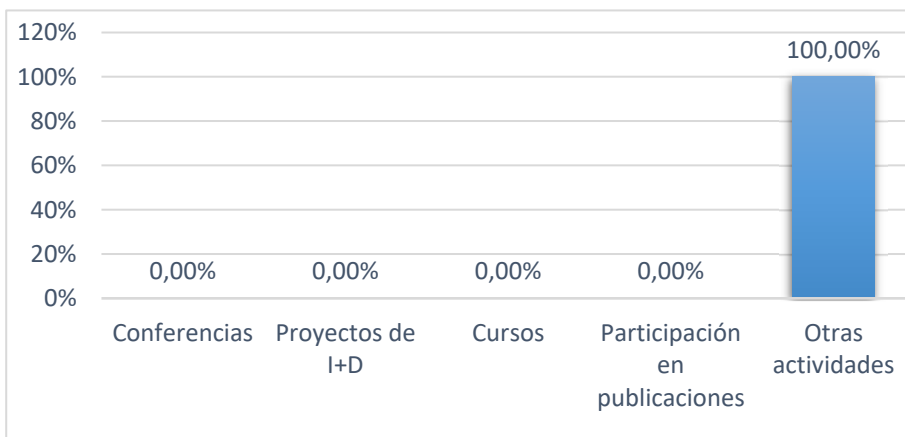 120%
100,00%
100%
80%
60%
40%
20%
0,00% 0,00% 0,00% 0,00%
0%
Conferencias Proyectos de Cursos Participación Otras
I+D en actividades
publicaciones